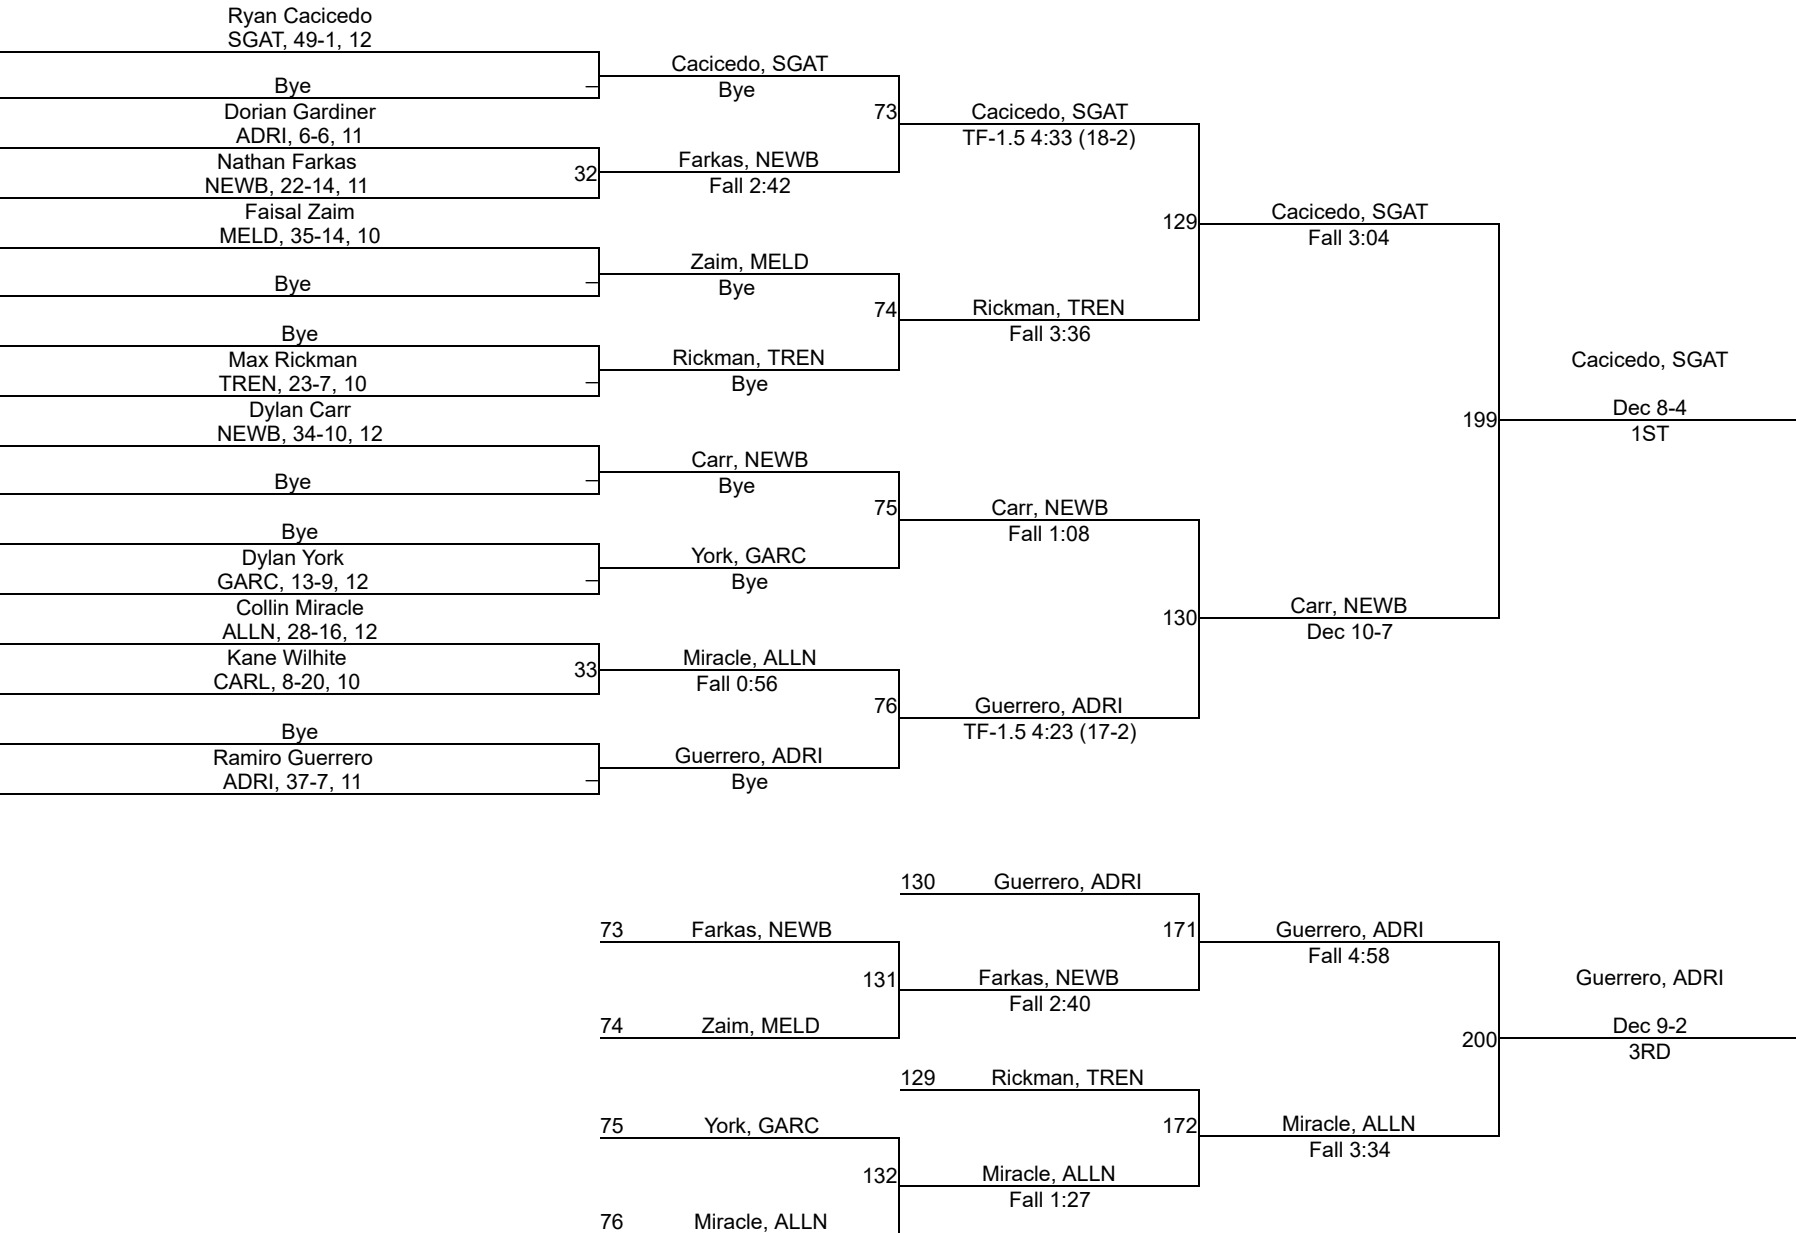 Ryan Cacicedo
SGAT, 49-1, 12
Bye
Dorian Gardiner
ADRI, 6-6, 11
Nathan Farkas
NEWB, 22-14, 11
32
Faisal Zaim
MELD, 35-14, 10
Bye
Bye
Max Rickman
TREN, 23-7, 10
Dylan Carr
NEWB, 34-10, 12
Bye
Bye
Dylan York
GARC, 13-9, 12
Collin Miracle
ALLN, 28-16, 12
Kane Wilhite
CARL, 8-20, 10
33
Bye
Ramiro Guerrero
ADRI, 37-7, 11
Cacicedo, SGAT
Bye
73
Farkas, NEWB
Fall 2:42
Zaim, MELD
Bye
74
Rickman, TREN
Bye
Carr, NEWB
Bye
75
York, GARC
Bye
Miracle, ALLN
Fall 0:56
76
Guerrero, ADRI
Bye
Cacicedo, SGAT
TF-1.5 4:33 (18-2)
129
Rickman, TREN
Fall 3:36
Carr, NEWB
Fall 1:08
130
Guerrero, ADRI
TF-1.5 4:23 (17-2)
Cacicedo, SGAT
Fall 3:04
199
Carr, NEWB
Dec 10-7
Cacicedo, SGAT
Dec 8-4
1ST
73 Farkas, NEWB
131
74 Zaim, MELD
75 York, GARC
132
76 Miracle, ALLN
130 Guerrero, ADRI
171
Farkas, NEWB
Fall 2:40
129 Rickman, TREN
172
Miracle, ALLN
Fall 1:27
Guerrero, ADRI
Fall 4:58
200
Miracle, ALLN
Fall 3:34
Guerrero, ADRI
Dec 9-2
3RD